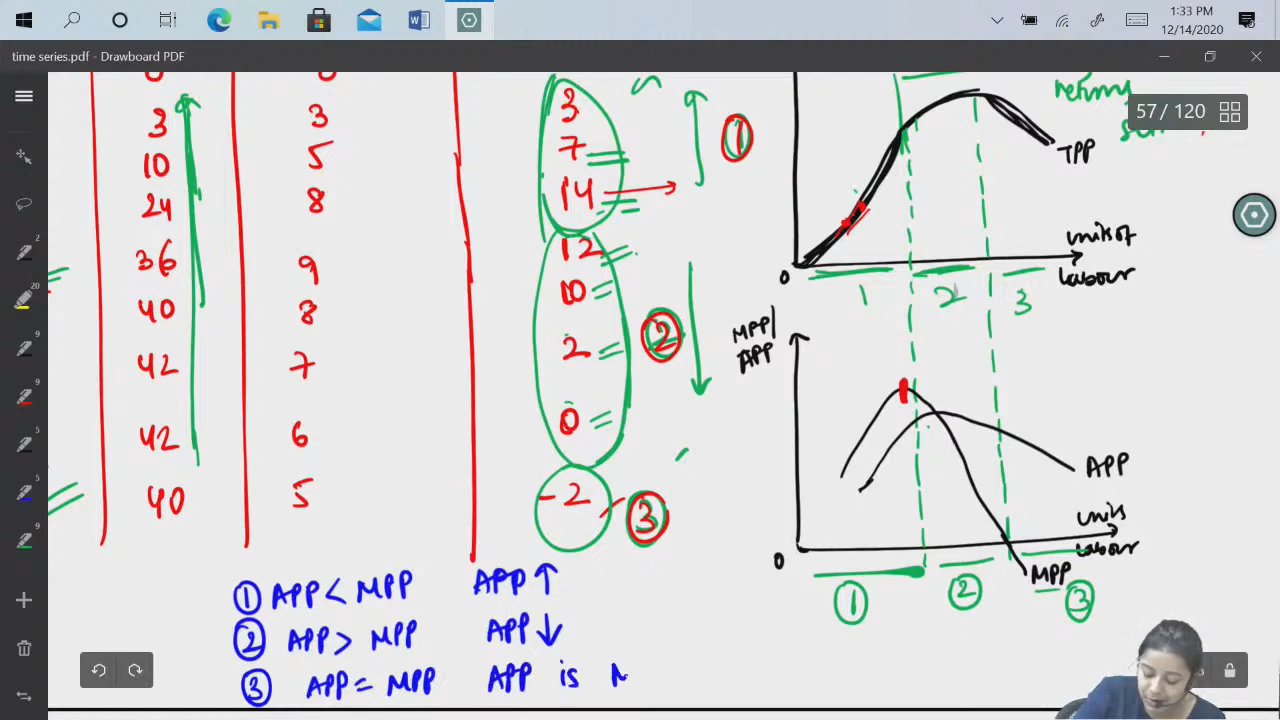 1:33 PM
12/14/2020
time series.pdf - Drawboard PDF
57 / 120
3 3 3
10 5 7
24 8 14
36 9 12
40 8 10
42 7 2
42 6 0
40 5 -2
1
2
3
returns
TPP
units of
labour
0
1 2 3
MPP/
APP
APP
units
labour
0
MPP
1 2 3
1 APP < MPP APP ↑
2 APP > MPP APP ↓
3 APP = MPP APP is M